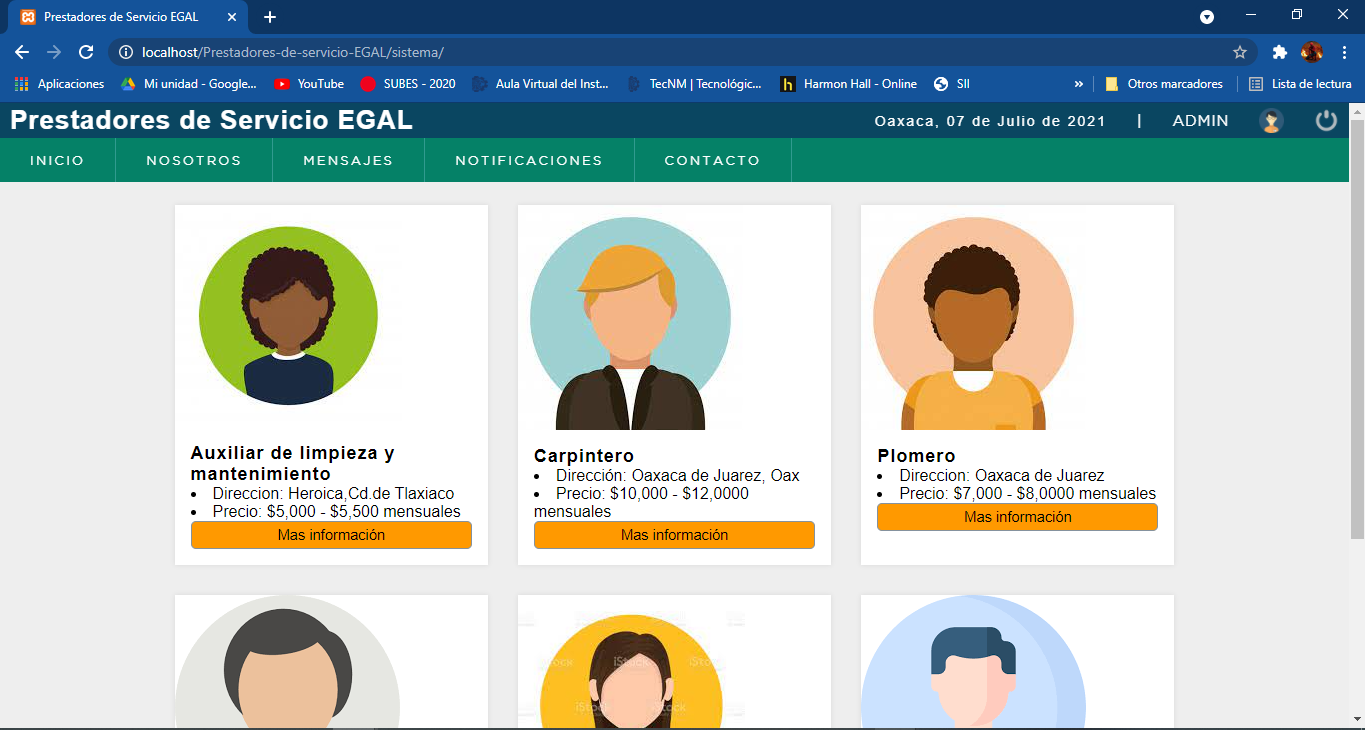 Prestadores de Servicio EGAL
localhost/Prestadores-de-servicio-EGAL/sistema/
Aplicaciones
Mi unidad - Google...
YouTube
SUBES - 2020
Aula Virtual del Inst...
TecNM | Tecnológic...
h
Harmon Hall - Online
SII
»
Otros marcadores
Lista de lectura
Prestadores de Servicio EGAL
Oaxaca, 07 de Julio de 2021 | ADMIN
INICIO
NOSOTROS
MENSAJES
NOTIFICACIONES
CONTACTO
Auxiliar de limpieza y
mantenimiento
• Direccion: Heroica,Cd.de Tlaxiaco
• Precio: $5,000 - $5,500 mensuales
Mas información
Carpintero
• Dirección: Oaxaca de Juarez, Oax
• Precio: $10,000 - $12,0000
mensuales
Mas información
Plomero
• Direccion: Oaxaca de Juarez
• Precio: $7,000 - $8,0000 mensuales
Mas información
iStock
iStock